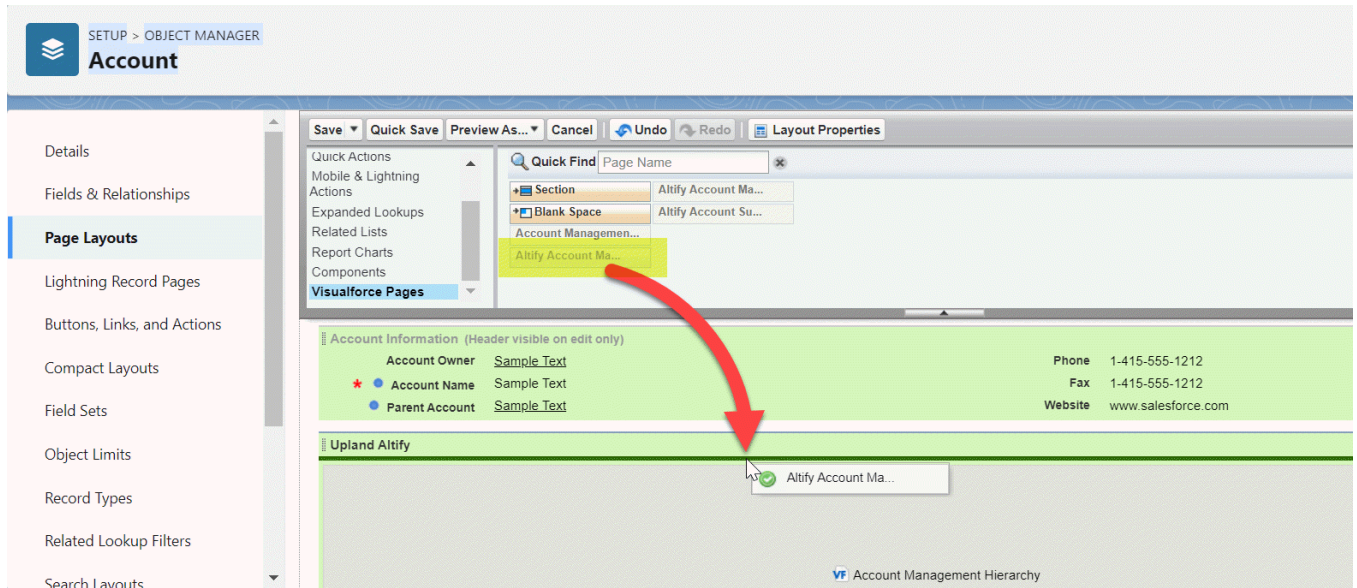 SETUP > OBJECT MANAGER
Account
Details
Fields & Relationships
Page Layouts
Lightning Record Pages
Buttons, Links, and Actions
Compact Layouts
Field Sets
Object Limits
Record Types
Related Lookup Filters
Search Layouts
Save Quick Save Preview As... Cancel Undo Redo Layout Properties
Quick Actions
Mobile & Lightning
Actions
Expanded Lookups
Related Lists
Report Charts
Components
Visualforce Pages
Quick Find Page Name
Section Altify Account Ma...
Blank Space Altify Account Su...
Account Managemen...
Altify Account Ma...
Account Information (Header visible on edit only)
Account Owner Sample Text Phone 1-415-555-1212
* Account Name Sample Text Fax 1-415-555-1212
Parent Account Sample Text Website www.salesforce.com
Upland Altify
Altify Account Ma...
VF Account Management Hierarchy